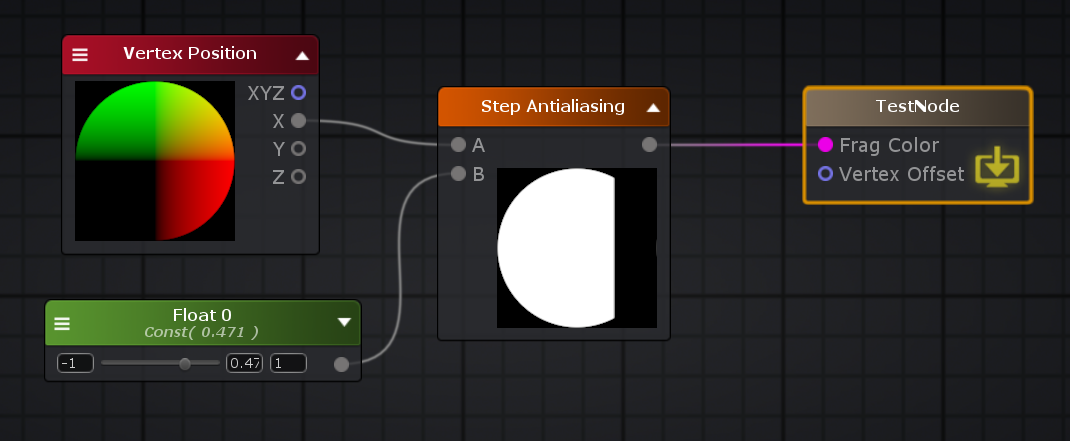 Vertex Position
XYZ
X
Y
Z
Step Antialiasing
A
B
TestNode
Frag Color
Vertex Offset
Float 0
Const( 0.471 )
-1
0.47
1